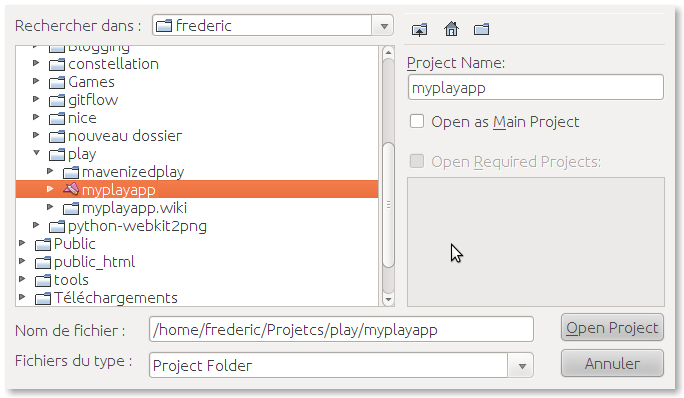 Rechercher dans :
frederic
Blogging
constellation
Games
gitflow
nice
nouveau dossier
play
mavenizedplay
myplayapp
myplayapp.wiki
python-webkit2png
Public
public_html
tools
Téléchargements
Project Name:
myplayapp
Open as Main Project
Open Required Projects:
Nom de fichier :
/home/frederic/Projetcs/play/myplayapp
Open Project
Fichiers du type :
Project Folder
Annuler